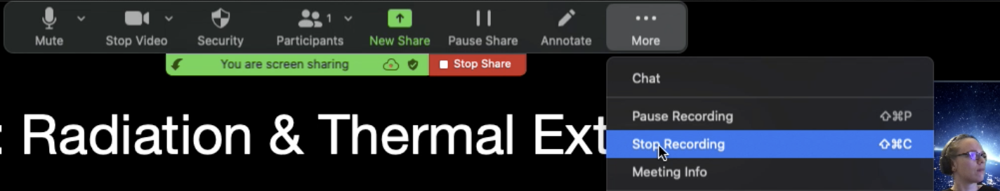 Mute Stop Video Security Participants 1 New Share Pause Share Annotate More
You are screen sharing Stop Share
Chat
: Radiation & Thermal Ext
Pause Recording ⇧⌘P
Stop Recording ⇧⌘C
Meeting Info